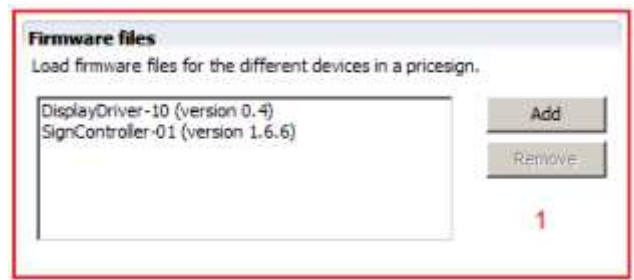 Firmware files
Load firmware files for the different devices in a pricesign.
DisplayDriver-10 (version 0.4)
SignController-01 (version 1.6.6)
Add
Remove
1